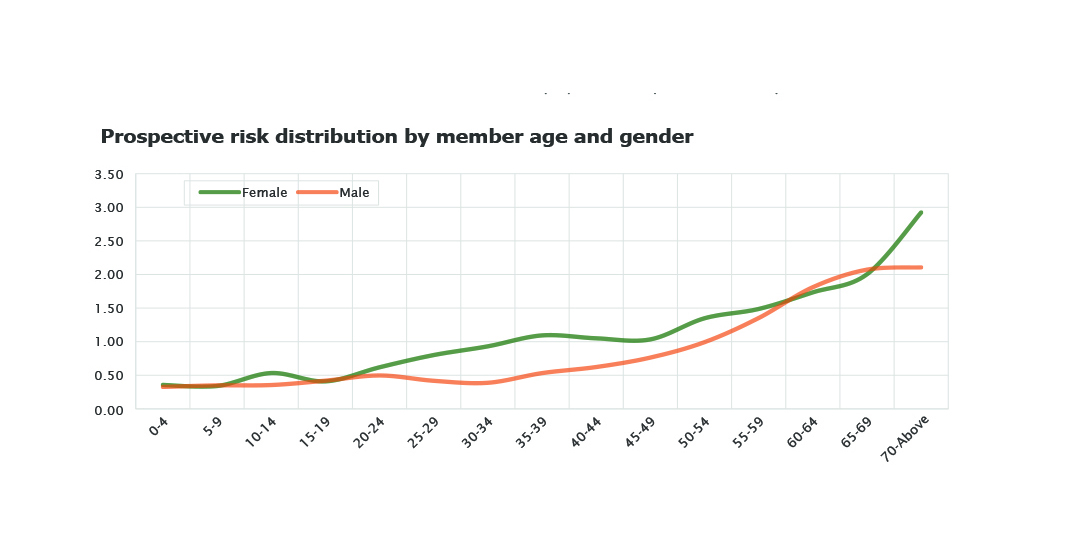 Prospective risk distribution by member age and gender
3.50
Female Male
3.00
2.50
2.00
1.50
1.00
0.50
0.00
0-4 5-9 10-14 15-19 20-24 25-29 30-34 35-39 40-44 45-49 50-54 55-59 60-64 65-69 70-Above